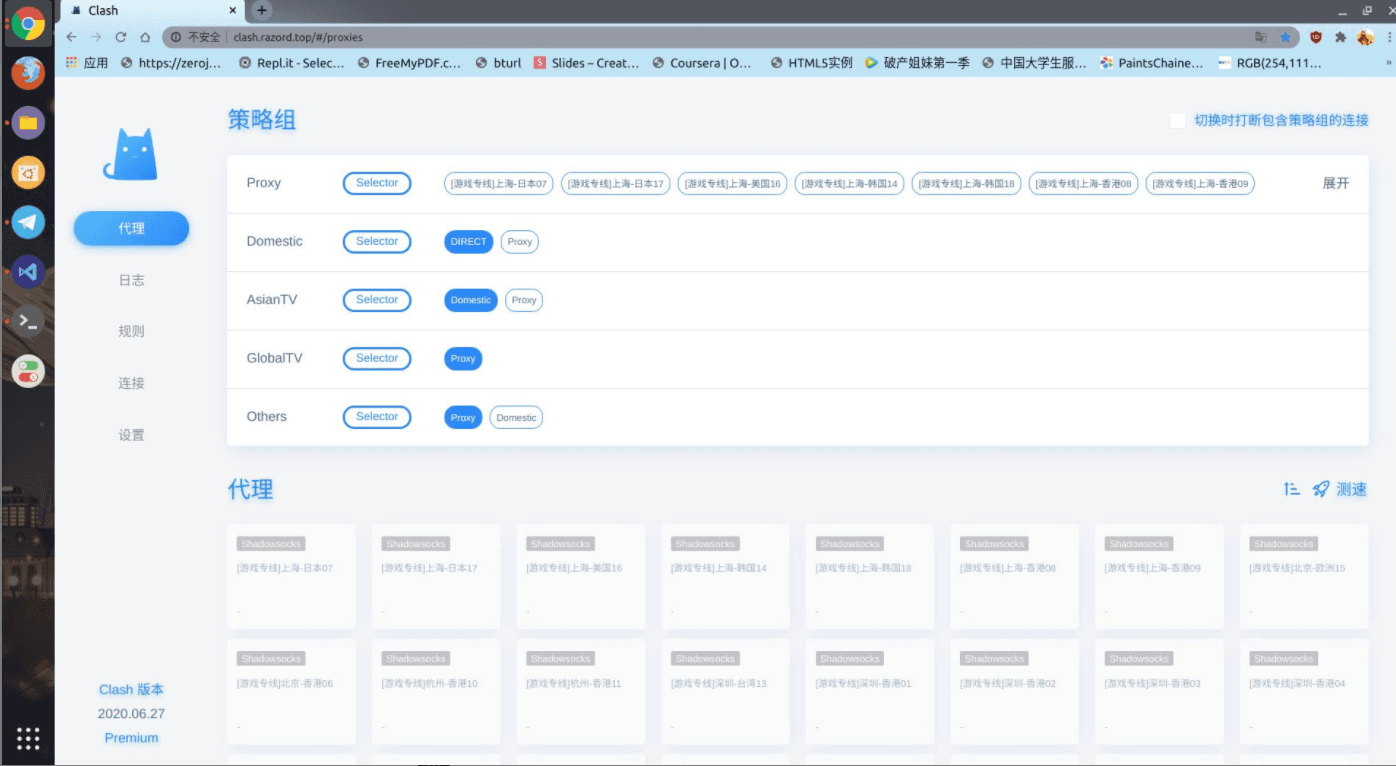 Clash
不安全 clash.razord.top/#/proxies
应用 https://zeroj... Repl.it - Selec... FreeMyPDF.c... bturl Slides – Creat... Coursera | O... HTML5实例 破产姐妹第一季 中国大学生服... PaintsChaine... RGB(254,111... »
策略组 切换时打断包含策略组的连接
Proxy Selector [游戏专线]上海-日本07 [游戏专线]上海-日本17 [游戏专线]上海-美国16 [游戏专线]上海-韩国14 [游戏专线]上海-韩国18 [游戏专线]上海-香港08 [游戏专线]上海-香港09 展开
代理
Domestic Selector DIRECT Proxy
日志
AsianTV Selector Domestic Proxy
规则
GlobalTV Selector Proxy
连接
Others Selector Proxy Domestic
设置
代理 测速
Shadowsocks Shadowsocks Shadowsocks Shadowsocks Shadowsocks Shadowsocks Shadowsocks Shadowsocks
[游戏专线]上海-日本07 [游戏专线]上海-日本17 [游戏专线]上海-美国16 [游戏专线]上海-韩国14 [游戏专线]上海-韩国18 [游戏专线]上海-香港08 [游戏专线]上海-香港09 [游戏专线]北京-欧洲15
- - - - - - - -
Shadowsocks Shadowsocks Shadowsocks Shadowsocks Shadowsocks Shadowsocks Shadowsocks Shadowsocks
[游戏专线]北京-香港06 [游戏专线]杭州-香港10 [游戏专线]杭州-香港11 [游戏专线]深圳-台湾13 [游戏专线]深圳-香港01 [游戏专线]深圳-香港02 [游戏专线]深圳-香港03 [游戏专线]深圳-香港04
- - - - - - - -
Clash 版本
2020.06.27
Premium